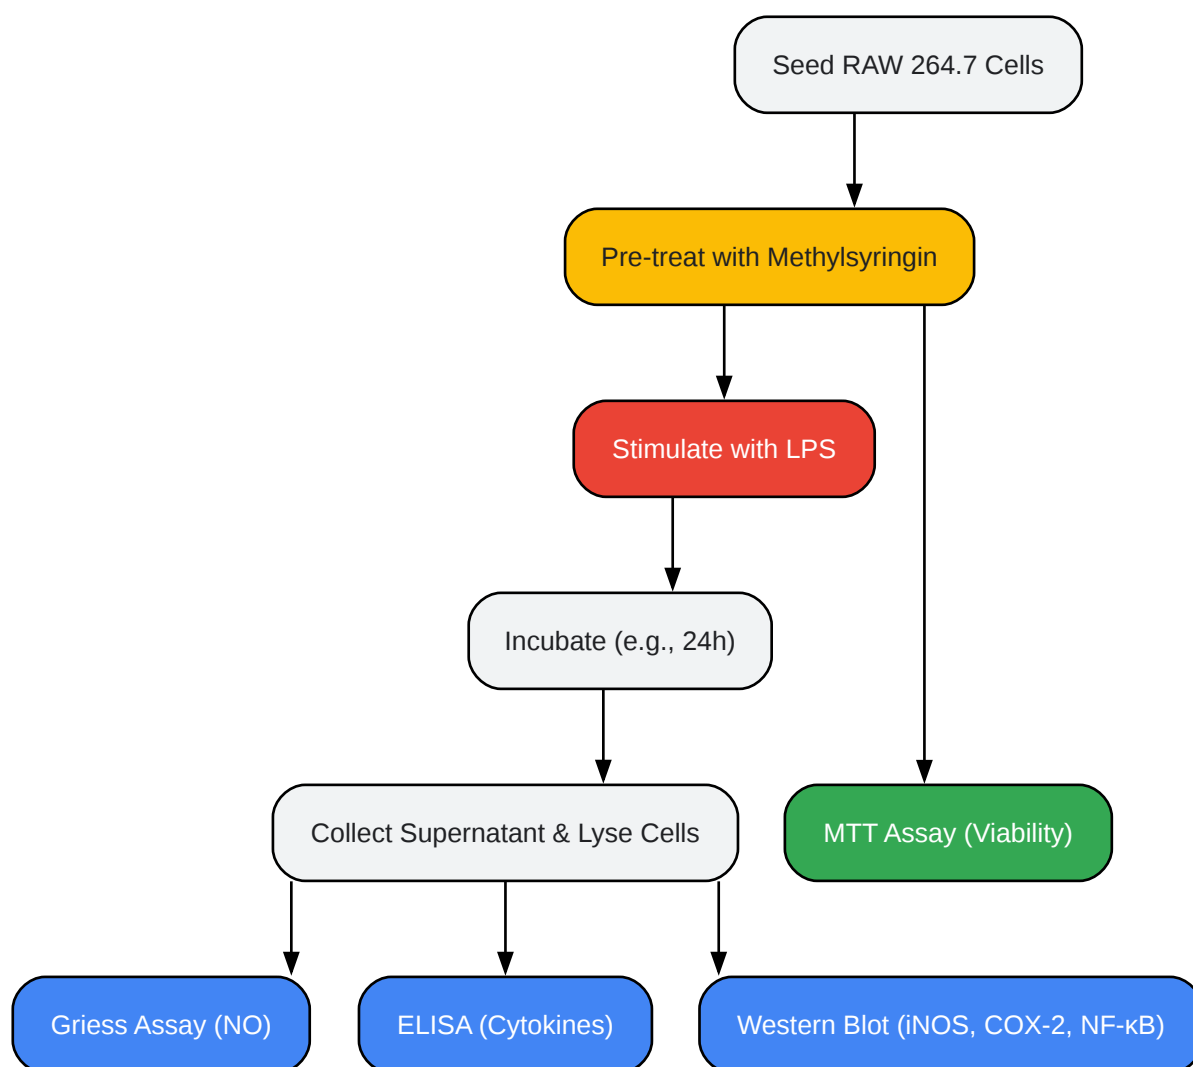 Seed RAW 264.7 Cells
Pre-treat with Methylsyringin
Stimulate with LPS
Incubate (e.g., 24h)
Collect Supernatant & Lyse Cells
MTT Assay (Viability)
Griess Assay (NO)
ELISA (Cytokines)
Western Blot (iNOS, COX-2, NF-κB)